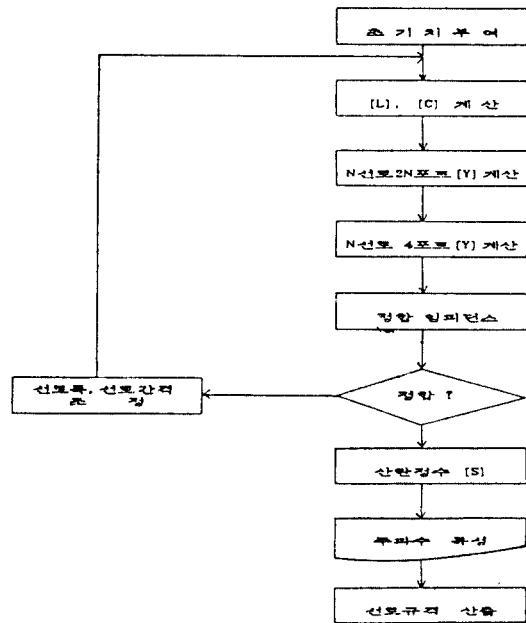 초 기 치 부 여
[L], [C] 계 산
N선로2N포트[Y]계산
N선로 4포트[Y]계산
정합 임피던스
정합 ?
선로폭,선로간격
조 정
산란정수 [S]
주파수 특성
선로규격 산출